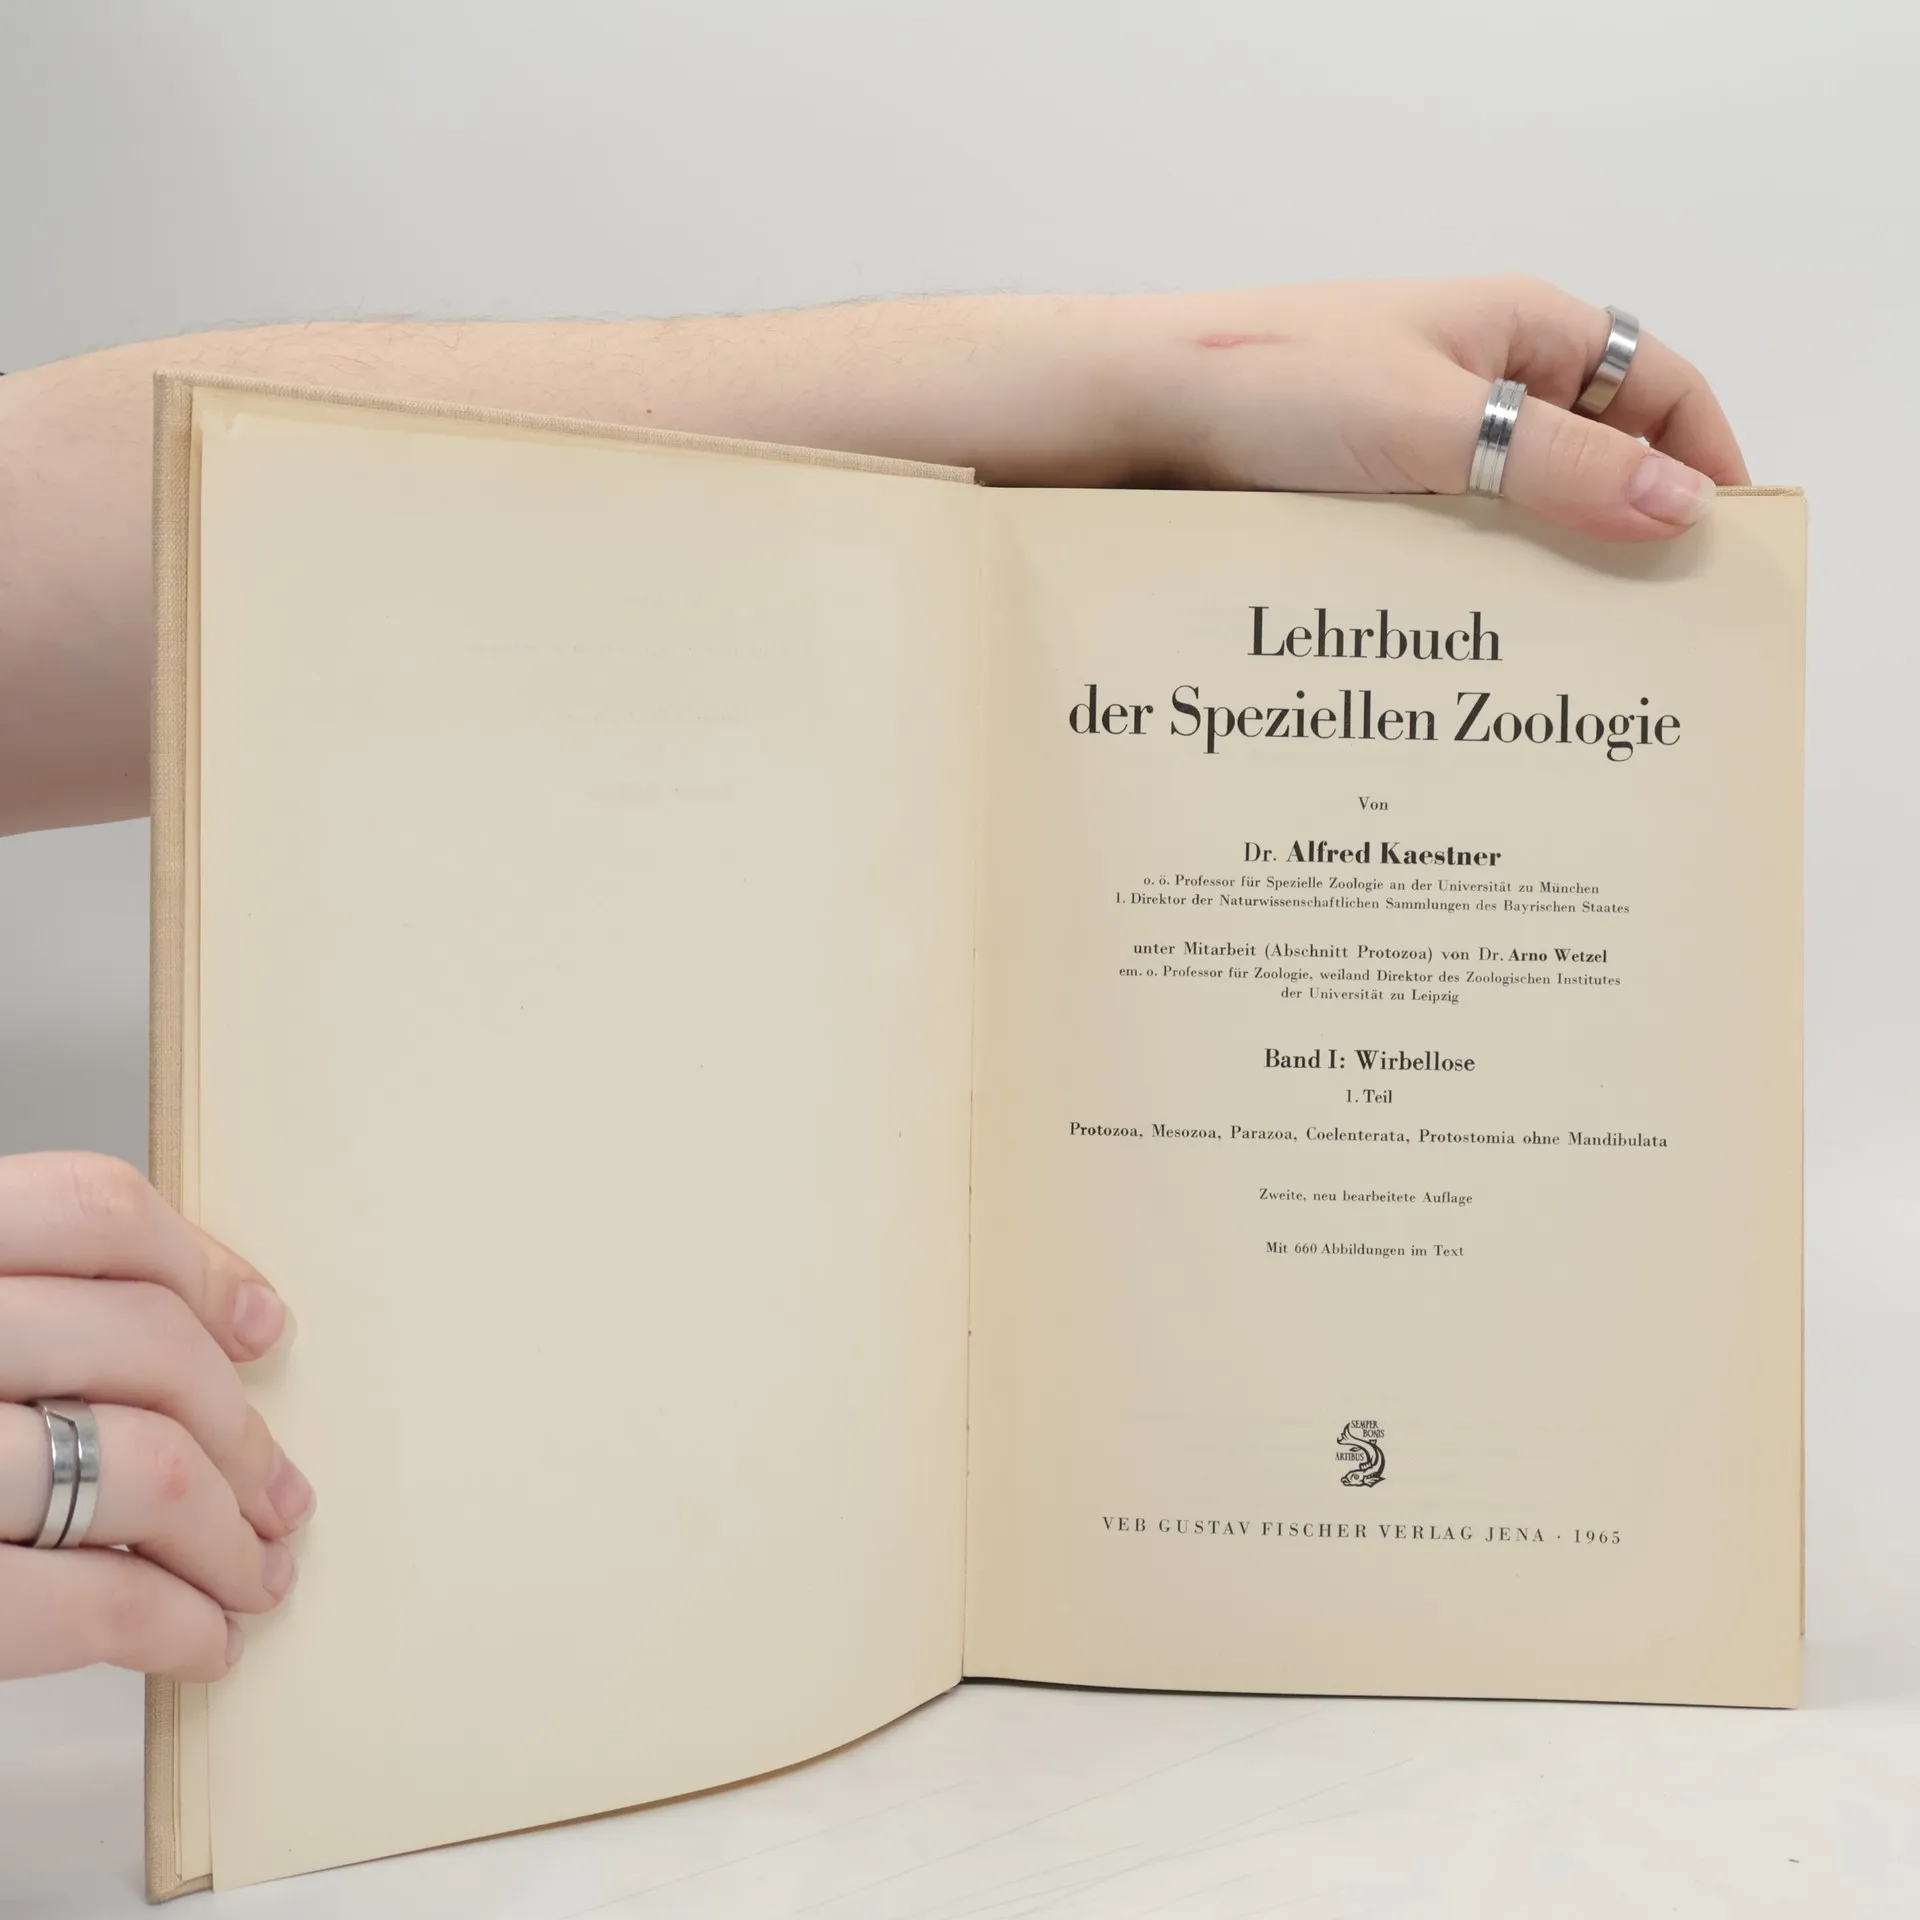 Lehrbuch
der Speziellen Zoologie
Von
Dr. Alfred Kaestner
o. ö. Professor für Spezielle Zoologie an der Universität zu München
1. Direktor der Naturwissenschaftlichen Sammlungen des Bayrischen Staates
unter Mitarbeit (Abschnitt Protozoa) von Dr. Arno Wetzel
em. o. Professor für Zoologie, weiland Direktor des Zoologischen Institutes
der Universität zu Leipzig
Band I: Wirbellose
1. Teil
Protozoa, Mesozoa, Parazoa, Coelenterata, Protostomia ohne Mandibulata
Zweite, neu bearbeitete Auflage
Mit 660 Abbildungen im Text
SEMPER
BONIS
ARTIBUS
VEB GUSTAV FISCHER VERLAG JENA · 1965